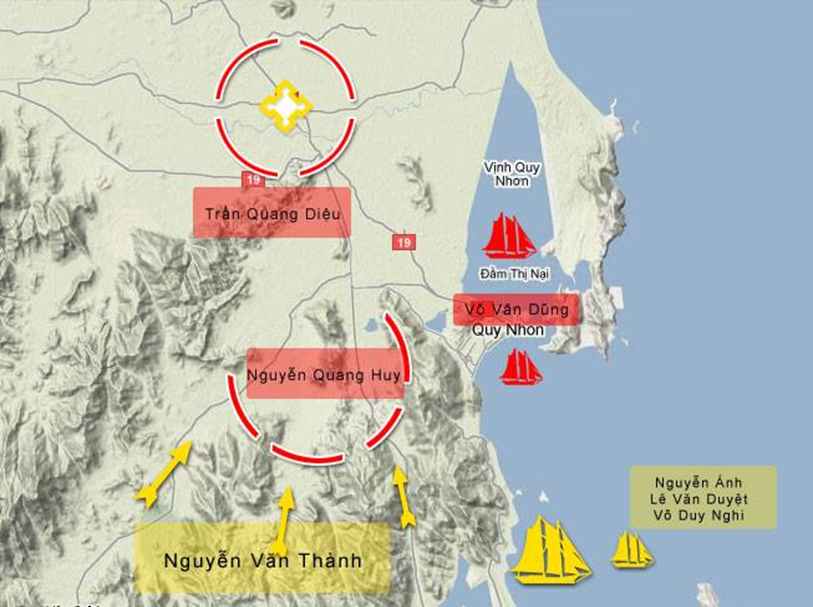 Vịnh Quy
Nhơn
19
Trần Quang Diệu
19
Đầm Thị Nại
Võ Văn Dũng
Quy Nhon
Nguyễn Quang Huy
Nguyễn Ánh
Lê Văn Duyệt
Võ Duy Nghi
Nguyễn Văn Thành